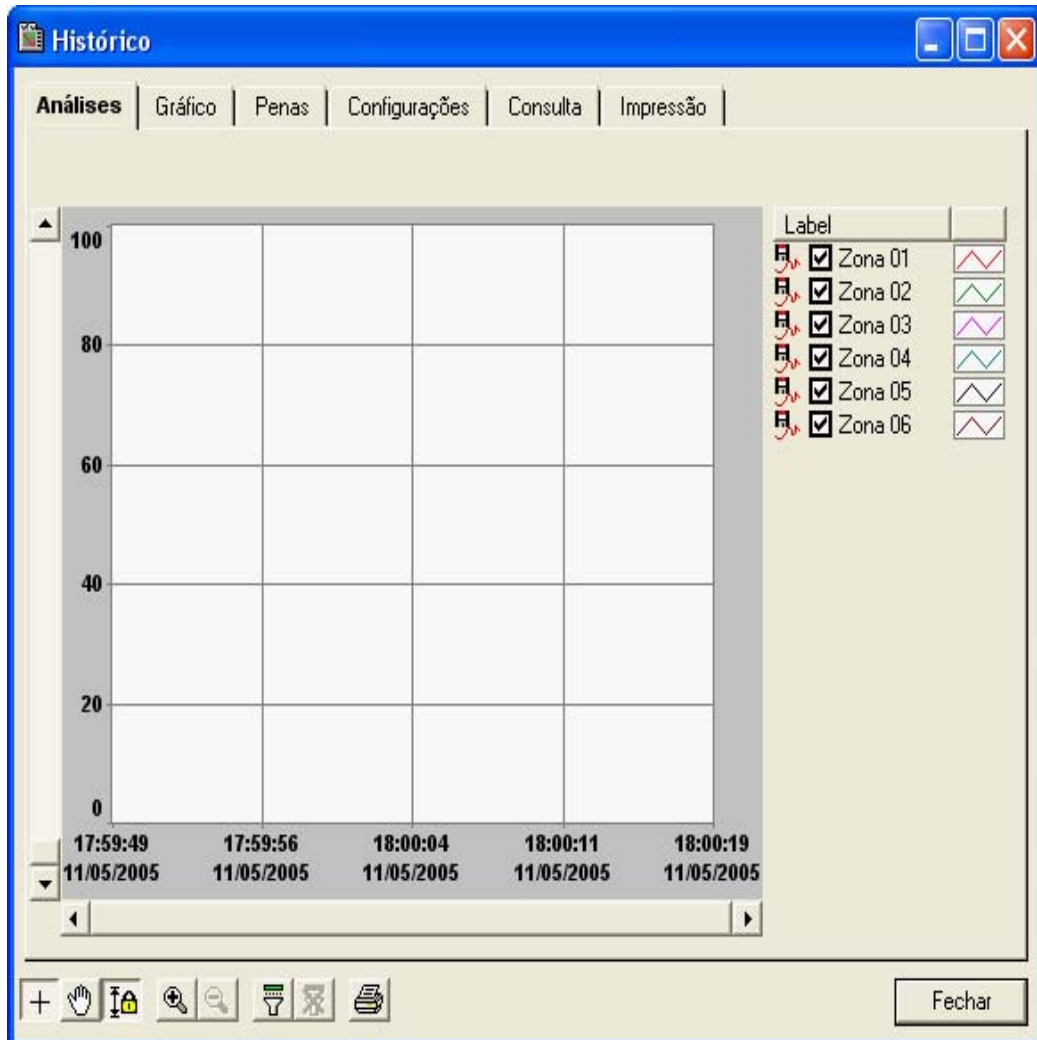 Histórico
Análises Gráfico Penas Configurações Consulta Impressão
Label
Zona 01
Zona 02
Zona 03
Zona 04
Zona 05
Zona 06
100
80
60
40
20
0
17:59:49 17:59:56 18:00:04 18:00:11 18:00:19
11/05/2005 11/05/2005 11/05/2005 11/05/2005 11/05/2005
Fechar